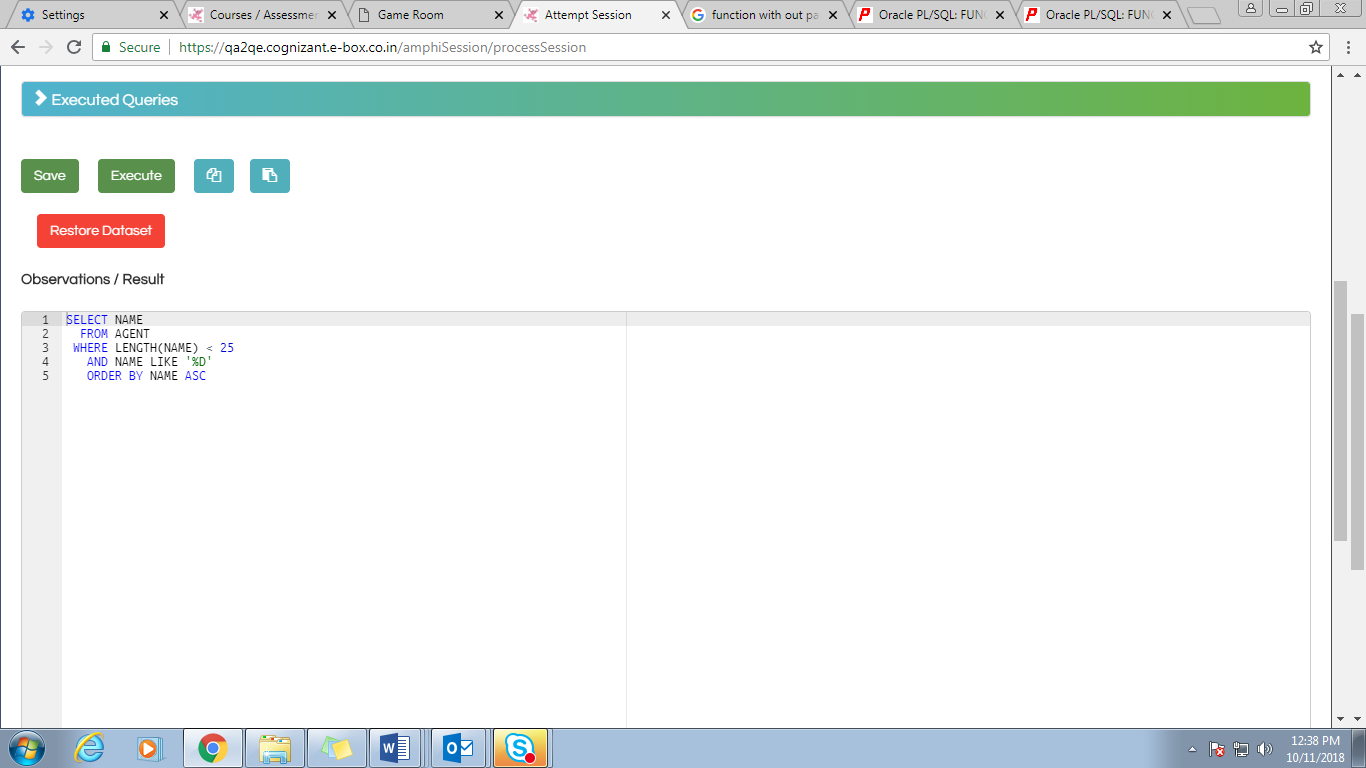 Settings
Courses / Assessmen
Game Room
Attempt Session
function with out pa
Oracle PL/SQL: FUNC
Oracle PL/SQL: FUNC
Secure
https://qa2qe.cognizant.e-box.co.in/amphiSession/processSession
Executed Queries
Save
Execute
Restore Dataset
Observations / Result
1 SELECT NAME
2 FROM AGENT
3 WHERE LENGTH(NAME) < 25
4 AND NAME LIKE '%D'
5 ORDER BY NAME ASC
12:38 PM
10/11/2018